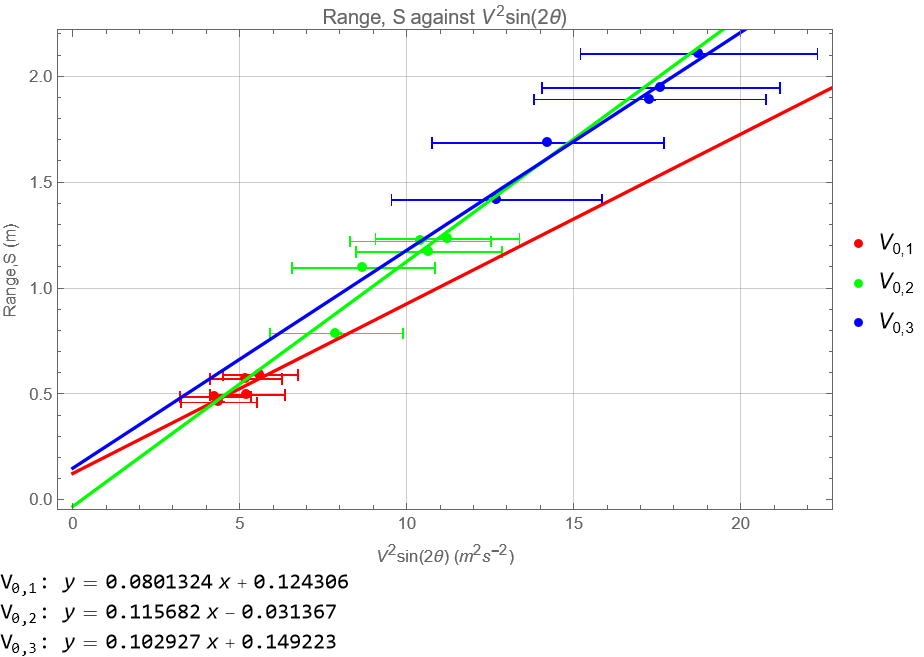 Range, S against V²sin(2θ)
2.0
1.5
1.0
0.5
0.0
Range,S (m)
0 5 10 15 20
V²sin(2θ) (m²s⁻²)
V₀,₁
V₀,₂
V₀,₃
V₀,₁: y = 0.0801324 x + 0.124306
V₀,₂: y = 0.115682 x − 0.031367
V₀,₃: y = 0.102927 x + 0.149223